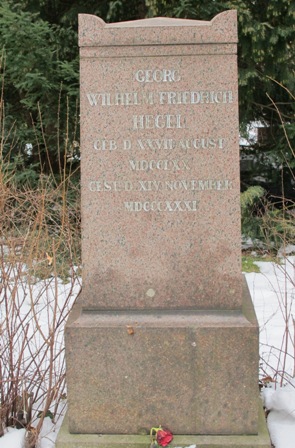 GEORG
WILHELM FRIEDRICH
HEGEL
GEB. D. XXVII. AUGUST
MDCCLXX
GEST. D. XIV. NOVEMBER
MDCCCXXXI.